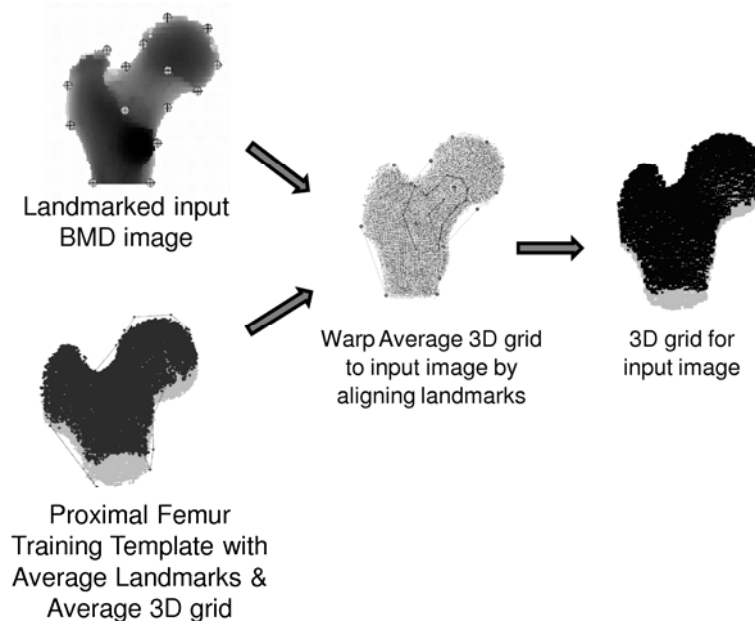 Landmarked input
BMD image
Proximal Femur
Training Template with
Average Landmarks &
Average 3D grid
Warp Average 3D grid
to input image by
aligning landmarks
3D grid for
input image